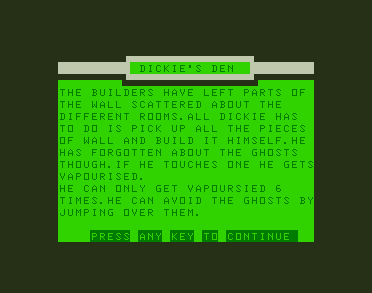 DICKIE'S DEN
THE BUILDERS HAVE LEFT PARTS OF
THE WALL SCATTERED ABOUT THE
DIFFERENT ROOMS.ALL DICKIE HAS
TO DO IS PICK UP ALL THE PIECES
OF WALL AND BUILD IT HIMSELF.HE
HAS FORGOTTEN ABOUT THE GHOSTS
THOUGH.IF HE TOUCHES ONE HE GETS
VAPOURISED.
HE CAN ONLY GET VAPOURSIED 6
TIMES.HE CAN AVOID THE GHOSTS BY
JUMPING OVER THEM.
PRESS ANY KEY TO CONTINUE